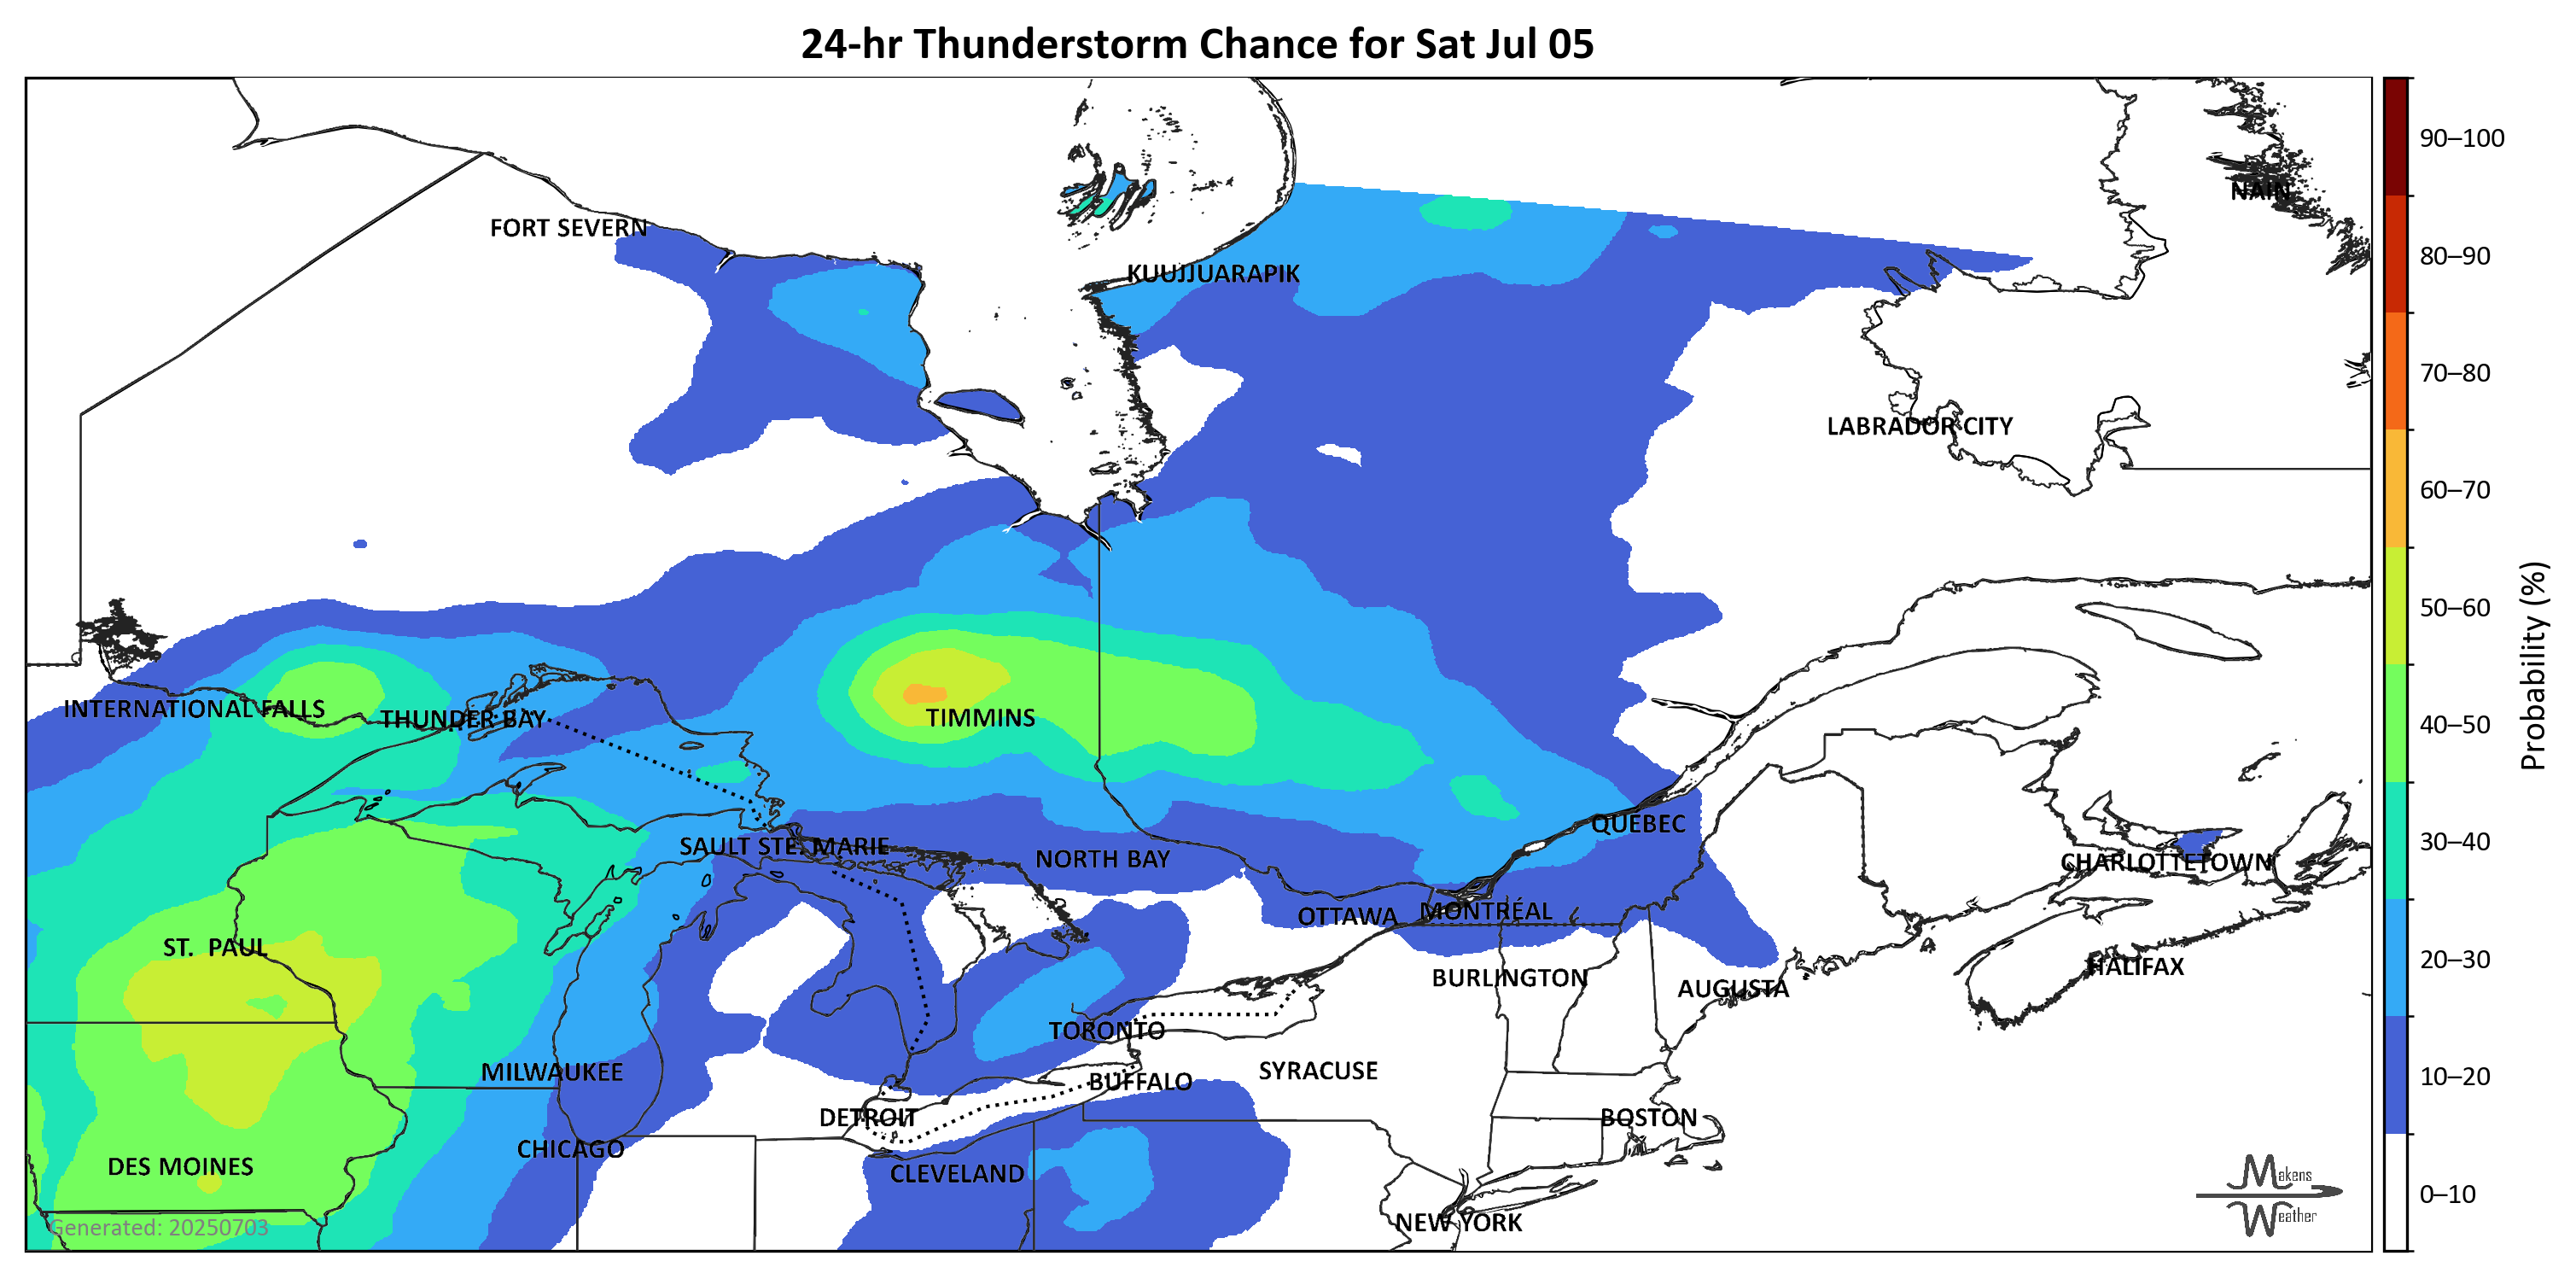 24-hr Thunderstorm Chance for Sat Jul 05
90–100
NAIN
FORT SEVERN
80–90
KUUJJUARAPIK
70–80
LABRADOR CITY
60–70
50–60
Probability (%)
INTERNATIONAL FALLS
THUNDER BAY
TIMMINS
40–50
QUEBEC
30–40
SAULT STE. MARIE
NORTH BAY
CHARLOTTETOWN
OTTAWA
MONTRÉAL
ST. PAUL
20–30
HALIFAX
BURLINGTON
AUGUSTA
TORONTO
SYRACUSE
MILWAUKEE
BUFFALO
10–20
DETROIT
BOSTON
CHICAGO
DES MOINES
CLEVELAND
Makens
Weather
0–10
NEW YORK
Generated: 20250703